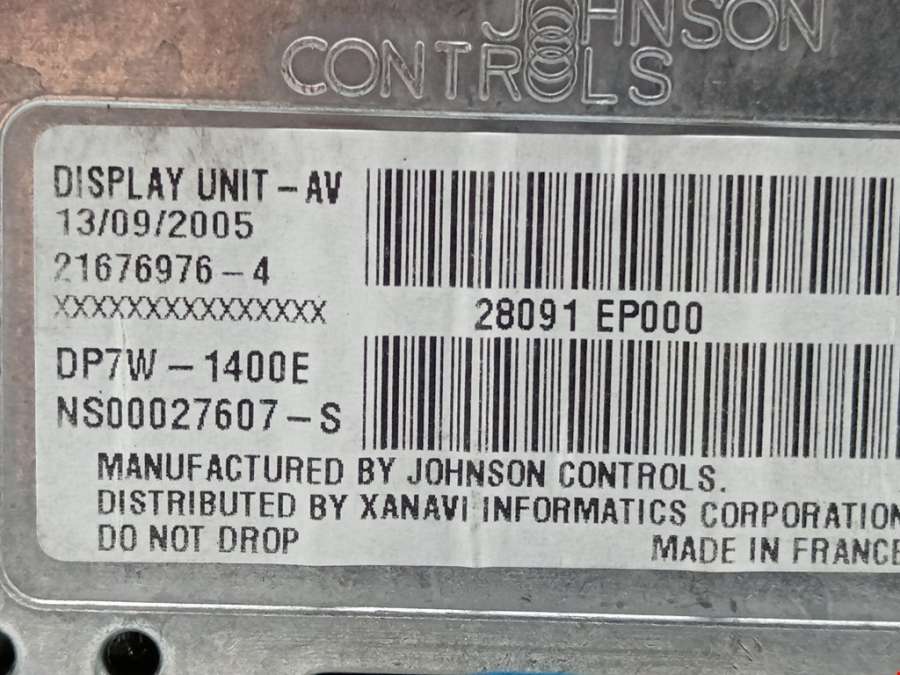 JOHNSON
CONTROLS
DISPLAY UNIT - AV
13/09/2005
21676976-4
XXXXXXXXXXXXXXX
28091 EP000
DP7W-1400E
NS00027607-S
MANUFACTURED BY JOHNSON CONTROLS.
DISTRIBUTED BY XANAVi INFORMATICS CORPORATION
DO NOT DROP
MADE IN FRANCE